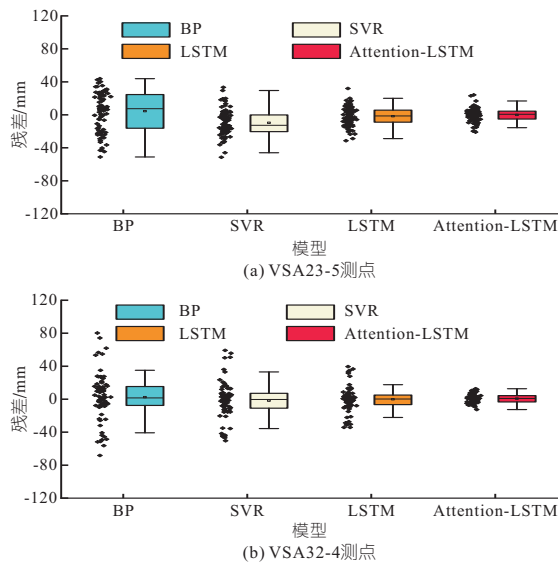 120
80
40
0
-40
-80
-120
残差/mm
BP
SVR
LSTM
Attention-LSTM
BP
SVR
LSTM
Attention-LSTM
模型
(a) VSA23-5测点
120
80
40
0
-40
-80
-120
残差/mm
BP
SVR
LSTM
Attention-LSTM
BP
SVR
LSTM
Attention-LSTM
模型
(b) VSA32-4测点